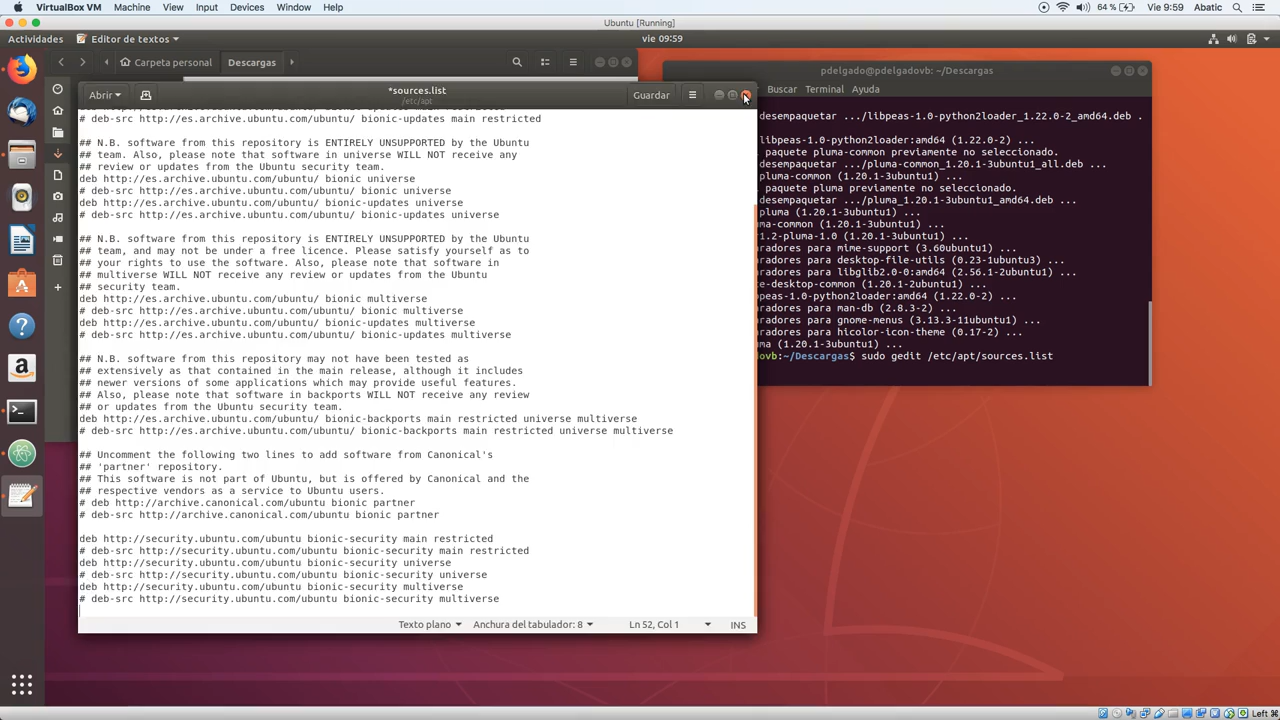 VirtualBox VM Machine View Input Devices Window Help 64 % Vie 9:59 Abatic
Ubuntu [Running]
Actividades Editor de textos vie 09:59
Carpeta personal Descargas
Abrir *sources.list Guardar
/etc/apt
# deb-src http://es.archive.ubuntu.com/ubuntu/ bionic-updates main restricted
## N.B. software from this repository is ENTIRELY UNSUPPORTED by the Ubuntu
## team. Also, please note that software in universe WILL NOT receive any
## review or updates from the Ubuntu security team.
deb http://es.archive.ubuntu.com/ubuntu/ bionic universe
# deb-src http://es.archive.ubuntu.com/ubuntu/ bionic universe
deb http://es.archive.ubuntu.com/ubuntu/ bionic-updates universe
# deb-src http://es.archive.ubuntu.com/ubuntu/ bionic-updates universe
## N.B. software from this repository is ENTIRELY UNSUPPORTED by the Ubuntu
## team, and may not be under a free licence. Please satisfy yourself as to
## your rights to use the software. Also, please note that software in
## multiverse WILL NOT receive any review or updates from the Ubuntu
## security team.
deb http://es.archive.ubuntu.com/ubuntu/ bionic multiverse
# deb-src http://es.archive.ubuntu.com/ubuntu/ bionic multiverse
deb http://es.archive.ubuntu.com/ubuntu/ bionic-updates multiverse
# deb-src http://es.archive.ubuntu.com/ubuntu/ bionic-updates multiverse
## N.B. software from this repository may not have been tested as
## extensively as that contained in the main release, although it includes
## newer versions of some applications which may provide useful features.
## Also, please note that software in backports WILL NOT receive any review
## or updates from the Ubuntu security team.
deb http://es.archive.ubuntu.com/ubuntu/ bionic-backports main restricted universe multiverse
# deb-src http://es.archive.ubuntu.com/ubuntu/ bionic-backports main restricted universe multiverse
## Uncomment the following two lines to add software from Canonical's
## 'partner' repository.
## This software is not part of Ubuntu, but is offered by Canonical and the
## respective vendors as a service to Ubuntu users.
# deb http://archive.canonical.com/ubuntu bionic partner
# deb-src http://archive.canonical.com/ubuntu bionic partner
deb http://security.ubuntu.com/ubuntu bionic-security main restricted
# deb-src http://security.ubuntu.com/ubuntu bionic-security main restricted
deb http://security.ubuntu.com/ubuntu bionic-security universe
# deb-src http://security.ubuntu.com/ubuntu bionic-security universe
deb http://security.ubuntu.com/ubuntu bionic-security multiverse
# deb-src http://security.ubuntu.com/ubuntu bionic-security multiverse
Texto plano Anchura del tabulador: 8 Ln 52, Col 1 INS
pdelgado@pdelgadovb: ~/Descargas
Buscar Terminal Ayuda
desempaquetar .../libpeas-1.0-python2loader_1.22.0-2_amd64.deb .
libpeas-1.0-python2loader (1.22.0-2) ...
paquete pluma-common previamente no seleccionado.
desempaquetar .../pluma-common_1.20.1-3ubuntu1_all.deb ...
pluma-common (1.20.1-3ubuntu1) ...
paquete pluma previamente no seleccionado.
desempaquetar .../pluma_1.20.1-3ubuntu1_amd64.deb ...
pluma (1.20.1-3ubuntu1) ...
ma-common (1.20.1-3ubuntu1) ...
r1.2-pluma-1.0 (1.20.1-3ubuntu1) ...
radores para mime-support (3.60ubuntu1) ...
radores para desktop-file-utils (0.23-1ubuntu3) ...
radores para libglib2.0-0:amd64 (2.56.1-2ubuntu1) ...
e-desktop-common (1.20.1-2ubuntu1) ...
peas-1.0-python2loader:amd64 (1.22.0-2) ...
radores para man-db (2.8.3-2) ...
radores para gnome-menus (3.13.3-11ubuntu1) ...
radores para hicolor-icon-theme (0.17-2) ...
ma (1.20.1-3ubuntu1) ...
ovb:~/Descargas$ sudo gedit /etc/apt/sources.list
Left ⌘